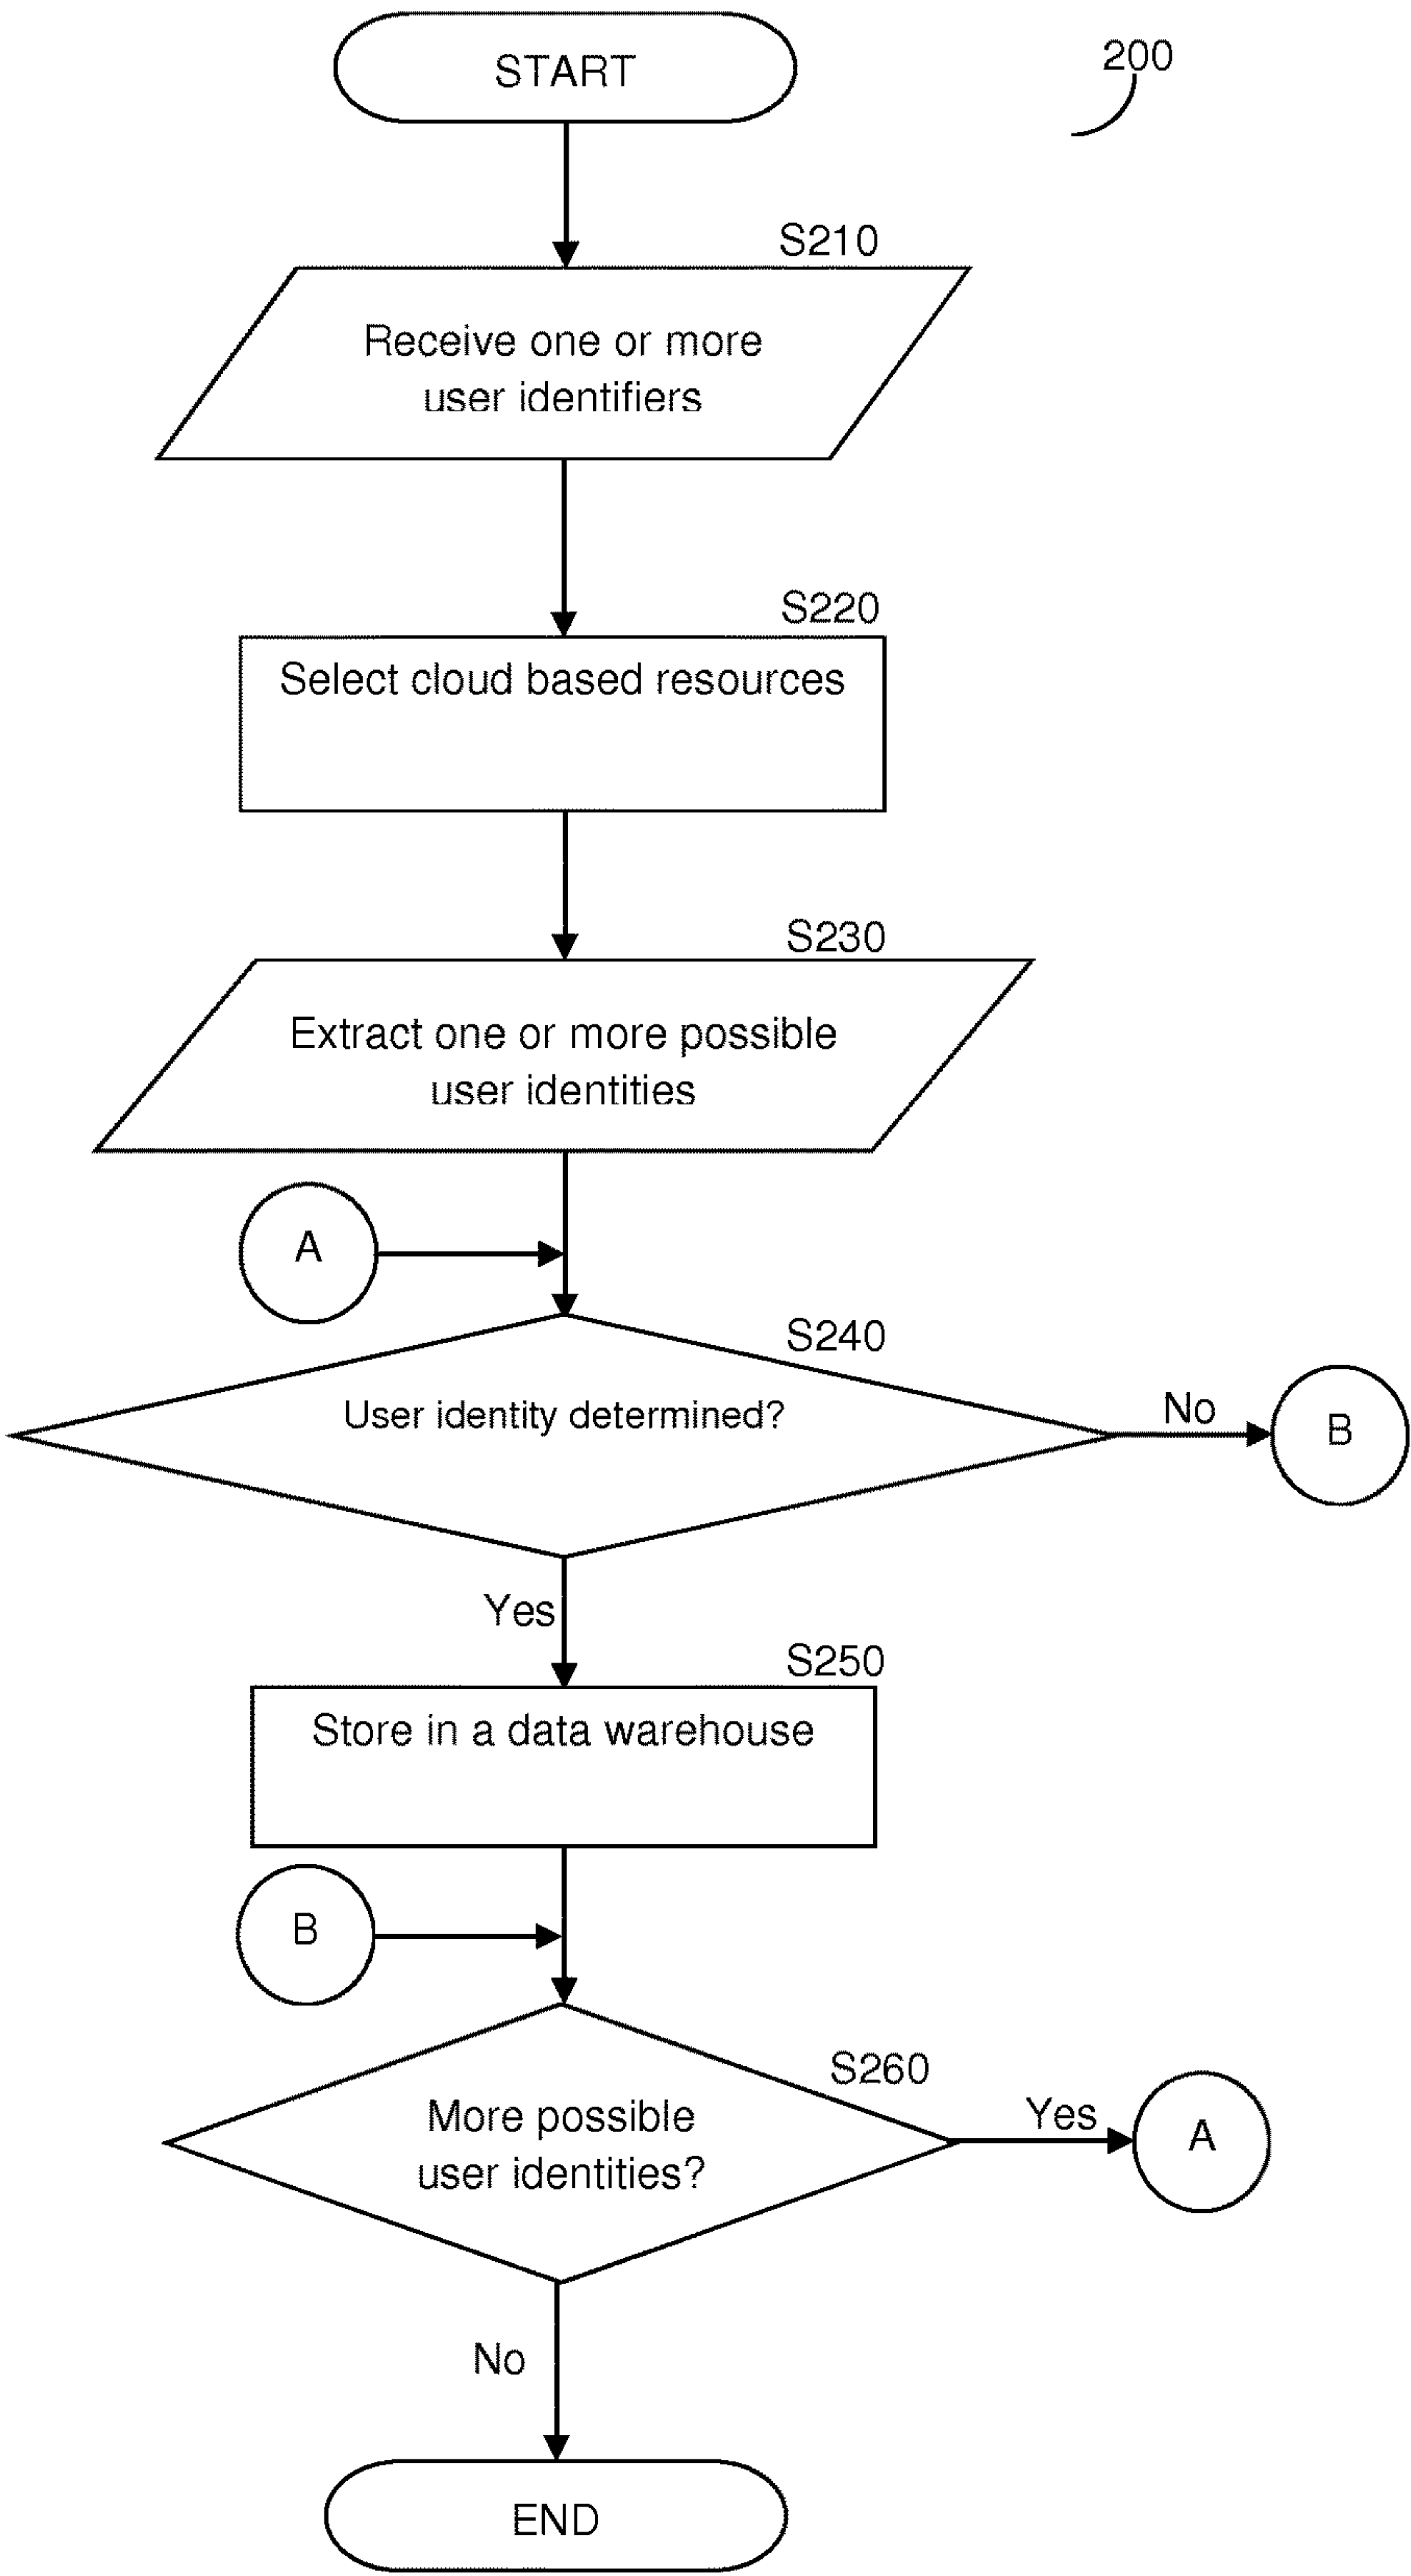 START
200
S210
Receive one or more
user identifiers
S220
Select cloud based resources
S230
Extract one or more possible
user identities
A
S240
User identity determined?
No
B
Yes
S250
Store in a data warehouse
B
S260
More possible
user identities?
Yes
A
No
END